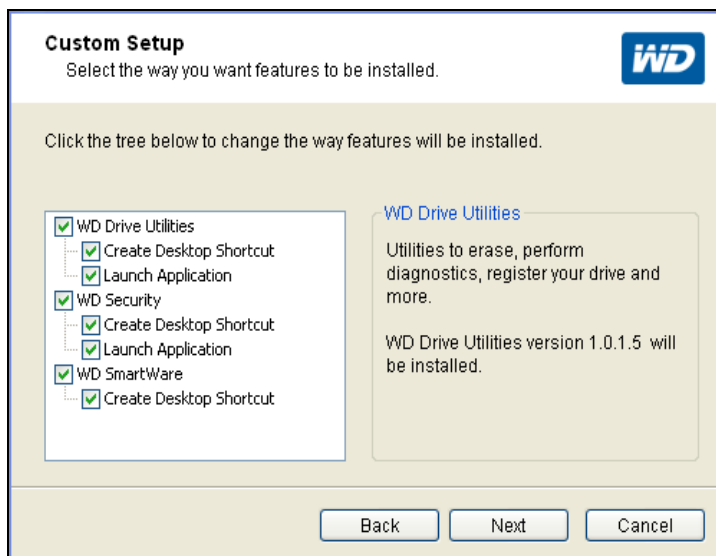 Custom Setup
Select the way you want features to be installed.
WD
Click the tree below to change the way features will be installed.
WD Drive Utilities
Create Desktop Shortcut
Launch Application
WD Security
Create Desktop Shortcut
Launch Application
WD SmartWare
Create Desktop Shortcut
WD Drive Utilities
Utilities to erase, perform
diagnostics, register your drive and
more.
WD Drive Utilities version 1.0.1.5 will
be installed.
Back
Next
Cancel